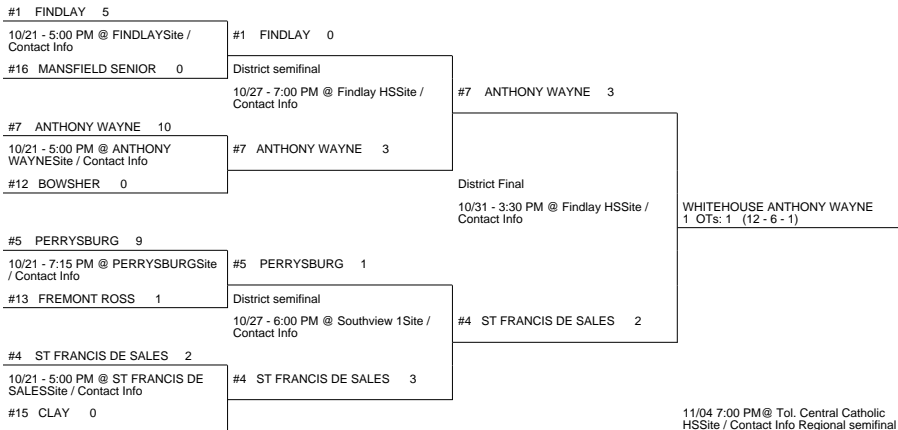 #1 FINDLAY 5
10/21 - 5:00 PM @ FINDLAYSite /
Contact Info
#16 MANSFIELD SENIOR 0
#7 ANTHONY WAYNE 10
10/21 - 5:00 PM @ ANTHONY
WAYNESite / Contact Info
#12 BOWSHER 0
#5 PERRYSBURG 9
10/21 - 7:15 PM @ PERRYSBURGSite
/ Contact Info
#13 FREMONT ROSS 1
#4 ST FRANCIS DE SALES 2
10/21 - 5:00 PM @ ST FRANCIS DE
SALESSite / Contact Info
#15 CLAY 0
#1 FINDLAY 0
District semifinal
10/27 - 7:00 PM @ Findlay HSSite /
Contact Info
#7 ANTHONY WAYNE 3
#5 PERRYSBURG 1
District semifinal
10/27 - 6:00 PM @ Southview 1Site /
Contact Info
#4 ST FRANCIS DE SALES 3
#7 ANTHONY WAYNE 3
District Final
10/31 - 3:30 PM @ Findlay HSSite /
Contact Info
#4 ST FRANCIS DE SALES 2
WHITEHOUSE ANTHONY WAYNE
1 OTs: 1 (12 - 6 - 1)
11/04 7:00 PM@ Tol. Central Catholic
HSSite / Contact Info Regional semifinal